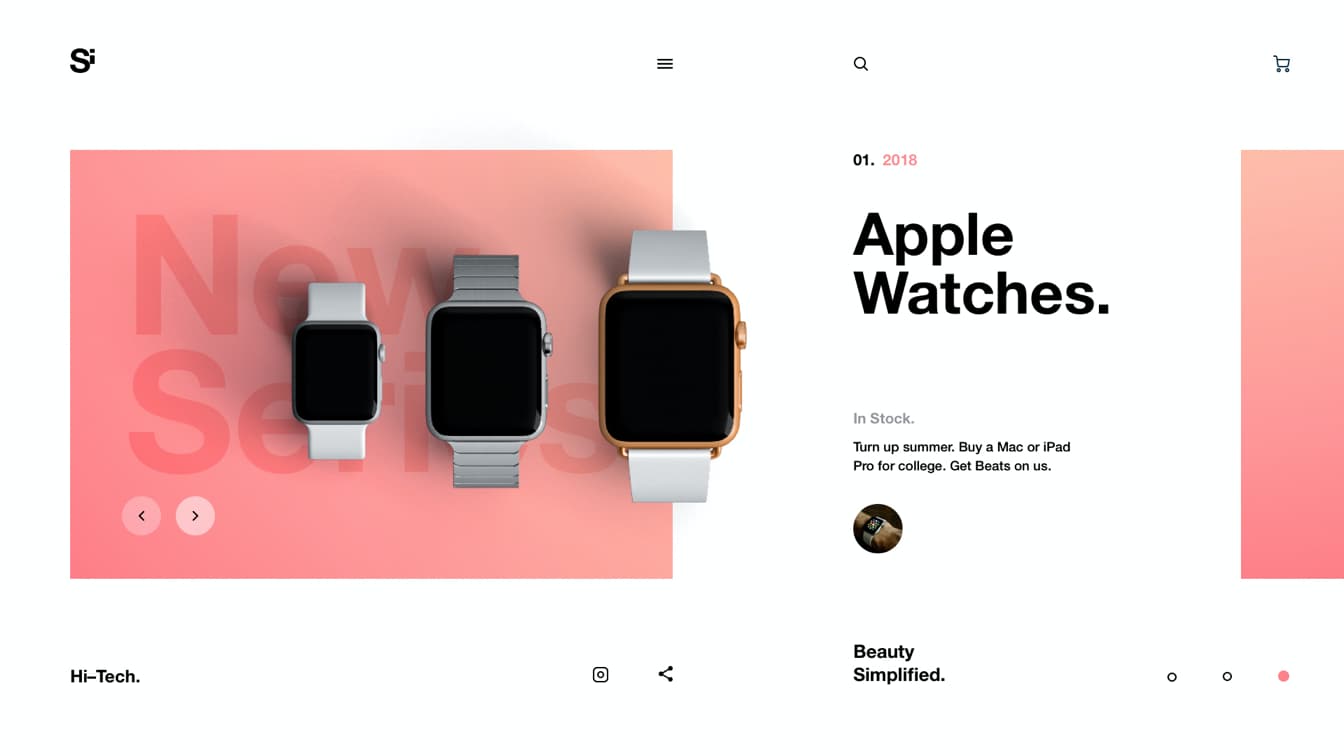 Si
New
Series
01. 2018
Apple
Watches.
In Stock.
Turn up summer. Buy a Mac or iPad
Pro for college. Get Beats on us.
Hi–Tech.
Beauty
Simplified.